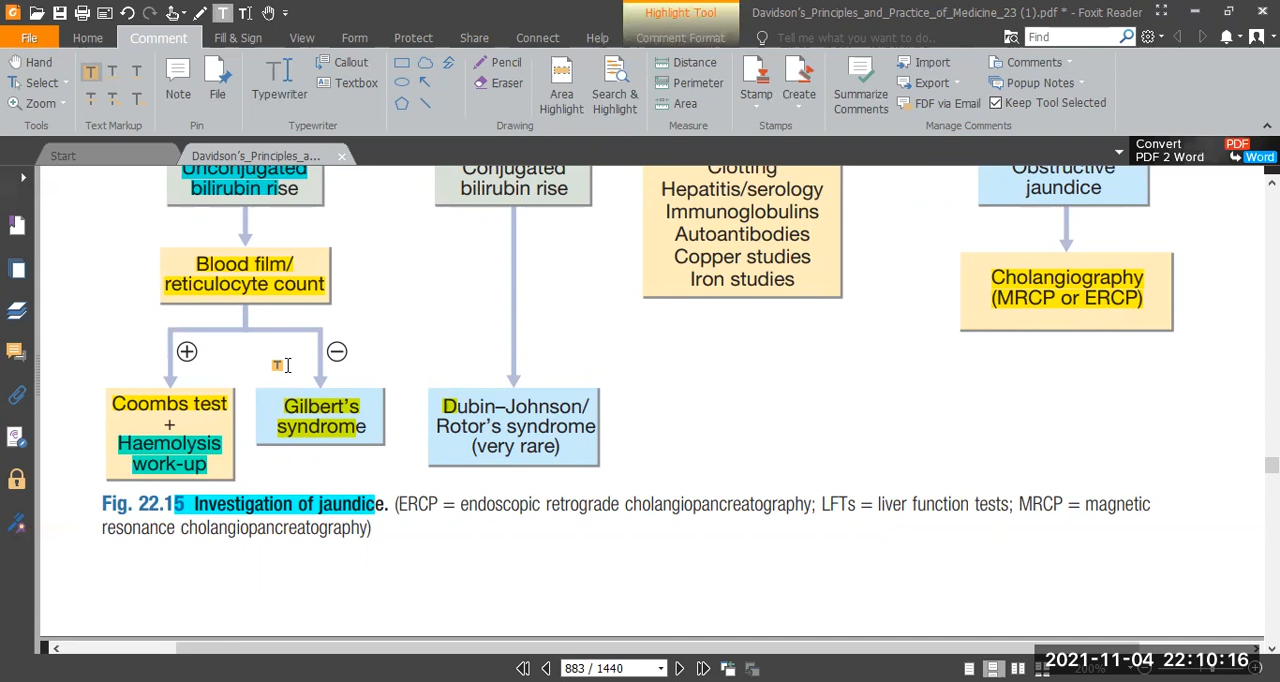 Highlight Tool
Davidson's_Principles_and_Practice_of_Medicine_23 (1).pdf * - Foxit Reader
File Home Comment Fill & Sign View Form Protect Share Connect Help Comment Format Tell me what you want to do.. Find
Hand
Select
Zoom
Tools
Text Markup
Note
File
Pin
Typewriter
Callout
Textbox
Typewriter
Pencil
Eraser
Area
Highlight
Search &
Highlight
Drawing
Distance
Perimeter
Area
Measure
Stamp
Create
Stamps
Summarize
Comments
Import
Export
FDF via Email
Comments
Popup Notes
Keep Tool Selected
Manage Comments
Start
Davidson's_Principles_a...
Convert
PDF 2 Word
PDF
Word
Unconjugated
bilirubin rise
Conjugated
bilirubin rise
Clotting
Hepatitis/serology
Immunoglobulins
Autoantibodies
Copper studies
Iron studies
Obstructive
jaundice
Blood film/
reticulocyte count
Cholangiography
(MRCP or ERCP)
+
−
Coombs test
+
Haemolysis
work-up
Gilbert's
syndrome
Dubin–Johnson/
Rotor's syndrome
(very rare)
Fig. 22.15 Investigation of jaundice. (ERCP = endoscopic retrograde cholangiopancreatography; LFTs = liver function tests; MRCP = magnetic
resonance cholangiopancreatography)
883 / 1440
2021-11-04 22:10:16
200%